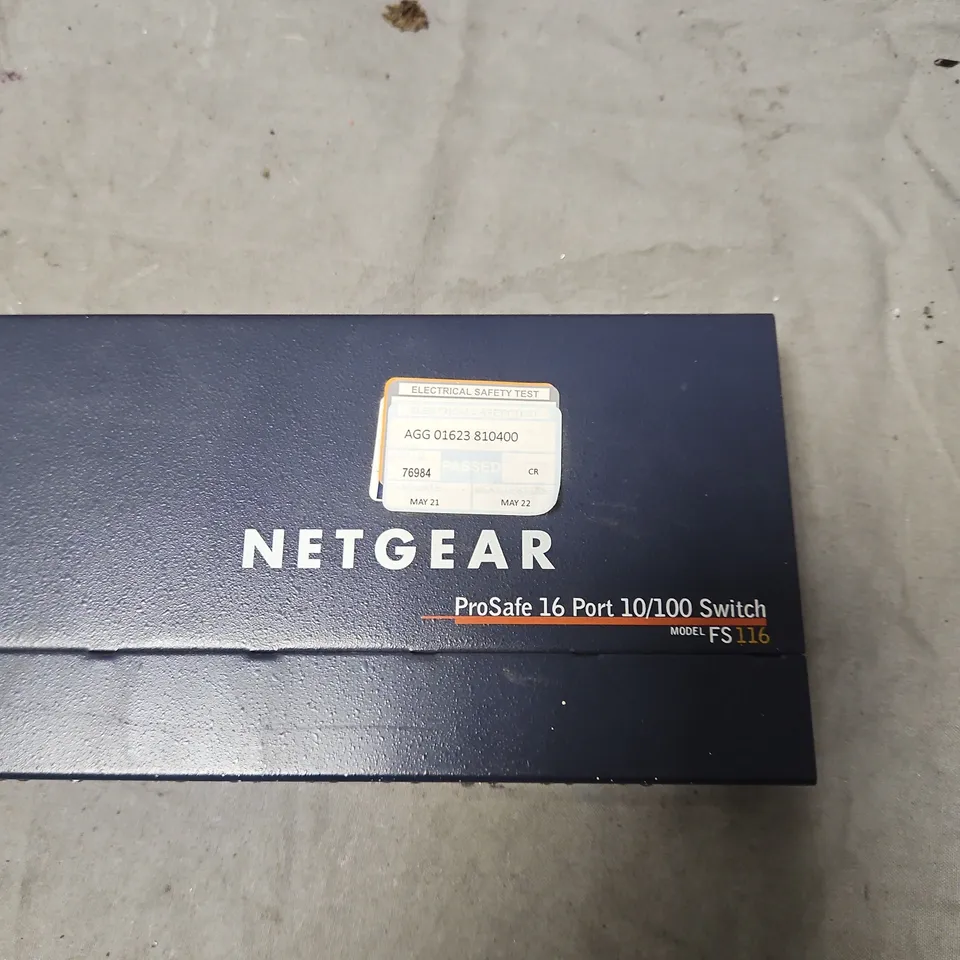 ELECTRICAL SAFETY TEST
AGG 01623 810400
76984 PASSED CR
MAY 21 MAY 22
NETGEAR
ProSafe 16 Port 10/100 Switch
MODEL FS116